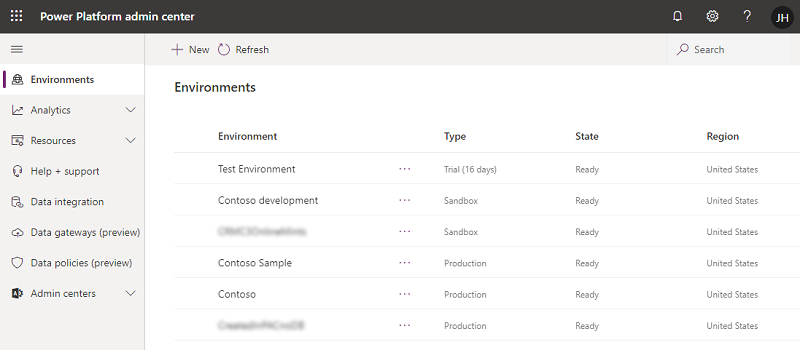 Power Platform admin center
JH
New Refresh Search
Environments
Analytics
Resources
Help + support
Data integration
Data gateways (preview)
Data policies (preview)
Admin centers
Environments
Environment Type State Region
Test Environment ··· Trial (16 days) Ready United States
Contoso development ··· Sandbox Ready United States
··· Sandbox Ready United States
Contoso Sample ··· Production Ready United States
Contoso ··· Production Ready United States
··· Production Ready United States